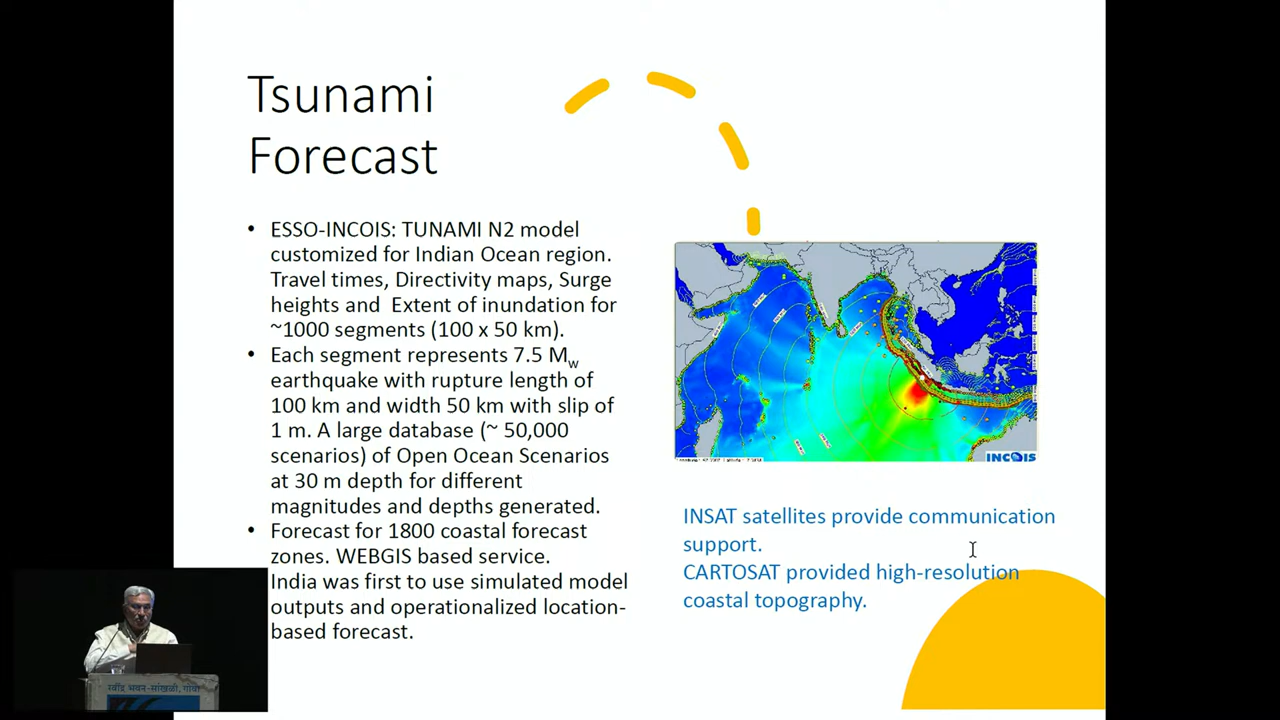 Tsunami
Forecast
• ESSO-INCOIS: TUNAMI N2 model
customized for Indian Ocean region.
Travel times, Directivity maps, Surge
heights and Extent of inundation for
~1000 segments (100 x 50 km).
• Each segment represents 7.5 Mw
earthquake with rupture length of
100 km and width 50 km with slip of
1 m. A large database (~ 50,000
scenarios) of Open Ocean Scenarios
at 30 m depth for different
magnitudes and depths generated.
• Forecast for 1800 coastal forecast
zones. WEBGIS based service.
India was first to use simulated model
outputs and operationalized location-
based forecast.
INCOIS
INSAT satellites provide communication
support.
CARTOSAT provided high-resolution
coastal topography.
रवींद्र भवन-सांखळी, गोवा